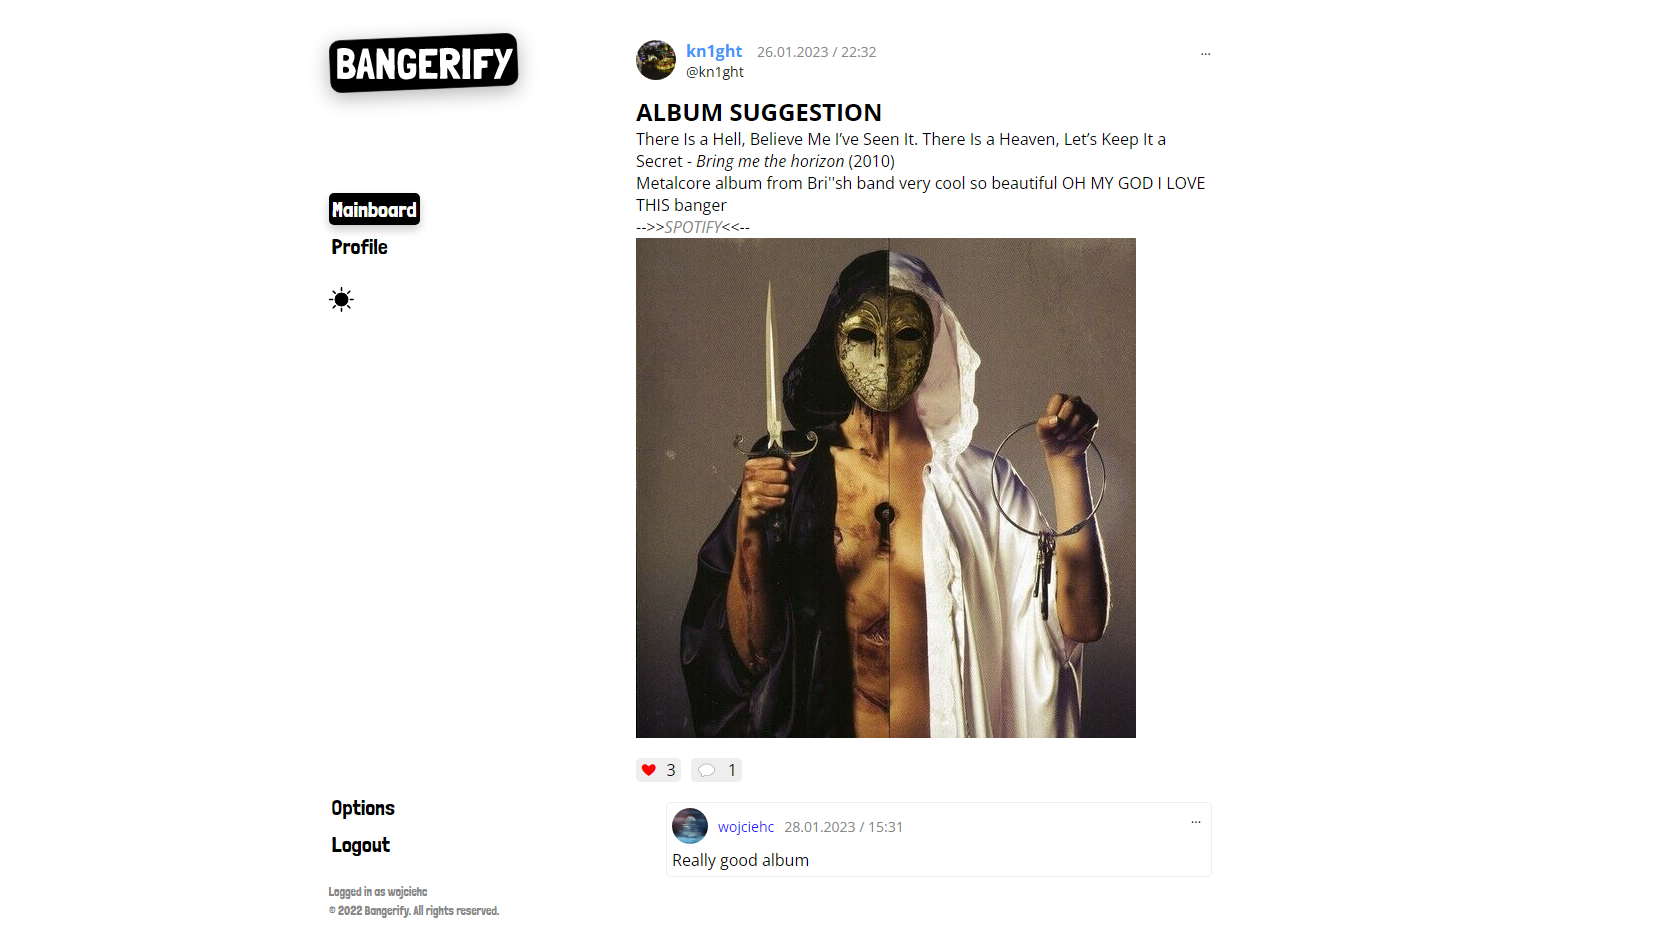 BANGERIFY
Mainboard
Profile
Options
Logout
Logged in as wojciehc
© 2022 Bangerify. All rights reserved.
kn1ght 26.01.2023 / 22:32
...
@kn1ght
ALBUM SUGGESTION
There Is a Hell, Believe Me I’ve Seen It. There Is a Heaven, Let’s Keep It a
Secret - Bring me the horizon (2010)
Metalcore album from Bri''sh band very cool so beautiful OH MY GOD I LOVE
THIS banger
-->>SPOTIFY<<--
3 1
wojciehc 28.01.2023 / 15:31
...
Really good album